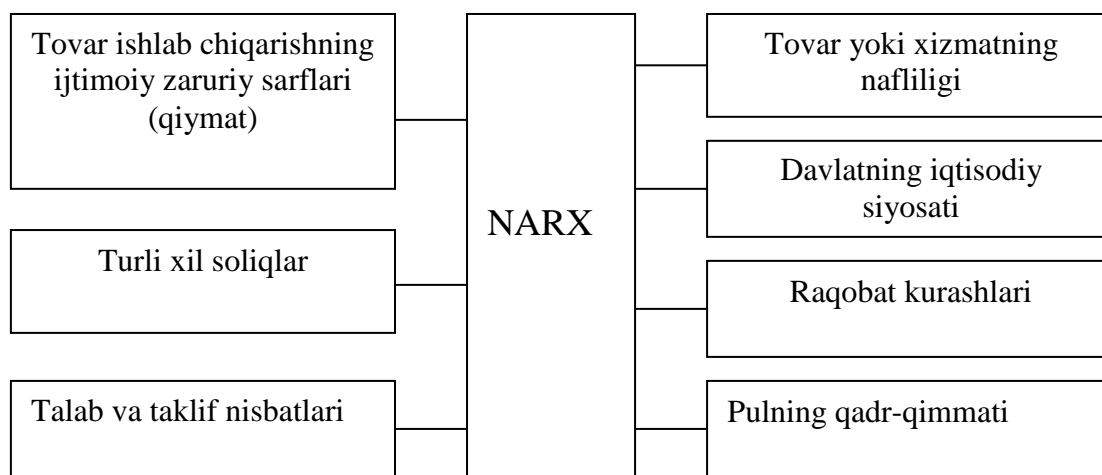 Tovar ishlab chiqarishning
ijtimoiy zaruriy sarflari
(qiymat)
Turli xil soliqlar
Talab va taklif nisbatlari
NARX
Tovar yoki xizmatning
nafliligi
Davlatning iqtisodiy
siyosati
Raqobat kurashlari
Pulning qadr-qimmati